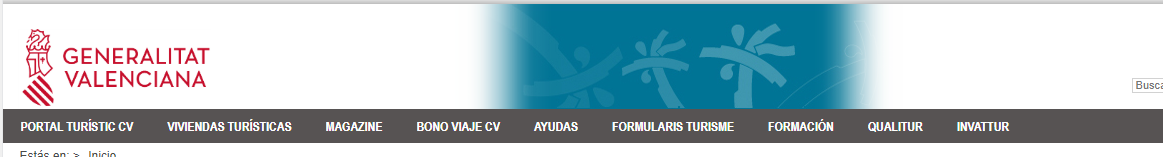 GENERALITAT
VALENCIANA
Busca
PORTAL TURÍSTIC CV VIVIENDAS TURÍSTICAS MAGAZINE BONO VIAJE CV AYUDAS FORMULARIS TURISME FORMACIÓN QUALITUR INVATTUR
Estás en: > Inicio